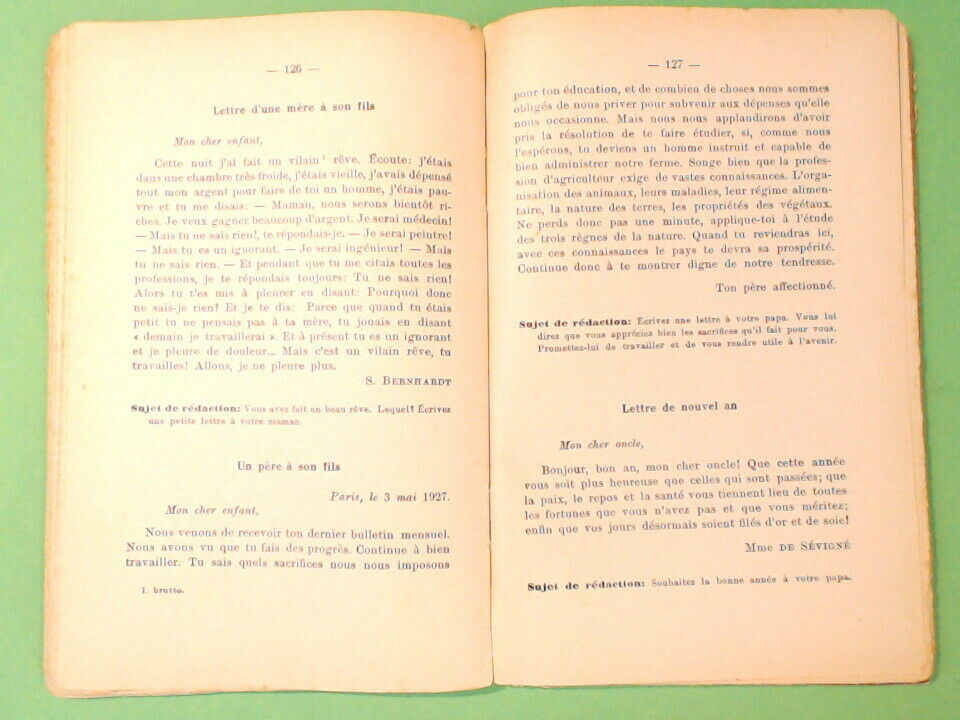 — 126 —
Lettre d'une mère à son fils
Mon cher enfant,
Cette nuit j'ai fait un vilain¹ rêve. Écoute: j'étais
dans une chambre très froide, j'étais vieille, j'avais dépensé
tout mon argent pour faire de toi un homme, j'étais pau-
vre et tu me disais: — Maman, nous serons bientôt ri-
ches. Je veux gagner beaucoup d'argent. Je serai médecin!
— Mais tu ne sais rien!, te répondais-je. — Je serai peintre!
— Mais tu es un ignorant. — Je serai ingénieur! — Mais
tu ne sais rien. — Et pendant que tu me citais toutes les
professions, je te répondais toujours: Tu ne sais rien!
Alors tu t'es mis à pleurer en disant: Pourquoi donc
ne sais-je rien? Et je te dis: Parce que quand tu étais
petit tu ne pensais pas à ta mère, tu jouais en disant
« demain je travaillerai ». Et à présent tu es un ignorant
et je pleure de douleur... Mais c'est un vilain rêve, tu
travailles! Allons, je ne pleure plus.
S. BERNHARDT
Sujet de rédaction: Vous avez fait un beau rêve. Lequel? Écrivez
une petite lettre à votre maman.
Un père à son fils
Paris, le 3 mai 1927.
Mon cher enfant,
Nous venons de recevoir ton dernier bulletin mensuel.
Nous avons vu que tu fais des progrès. Continue à bien
travailler. Tu sais quels sacrifices nous nous imposons
1. brutto.
— 127 —
pour ton éducation, et de combien de choses nous sommes
obligés de nous priver pour subvenir aux dépenses qu'elle
nous occasionne. Mais nous nous applaudirons d'avoir
pris la résolution de te faire étudier, si, comme nous
l'espérons, tu deviens un homme instruit et capable de
bien administrer notre ferme. Songe bien que la profes-
sion d'agriculteur exige de vastes connaissances. L'orga-
nisation des animaux, leurs maladies, leur régime alimen-
taire, la nature des terres, les propriétés des végétaux.
Ne perds donc pas une minute, applique-toi à l'étude
des trois règnes de la nature. Quand tu reviendras ici,
avec ces connaissances le pays te devra sa prospérité.
Continue donc à te montrer digne de notre tendresse.
Ton père affectionné.
Sujet de rédaction: Écrivez une lettre à votre papa. Vous lui
direz que vous appréciez bien les sacrifices qu'il fait pour vous.
Promettez-lui de travailler et de vous rendre utile à l'avenir.
Lettre de nouvel an
Mon cher oncle,
Bonjour, bon an, mon cher oncle! Que cette année
vous soit plus heureuse que celles qui sont passées; que
la paix, le repos et la santé vous tiennent lieu de toutes
les fortunes que vous n'avez pas et que vous méritez;
enfin que vos jours désormais soient filés d'or et de soie!
Mme DE SÉVIGNÉ
Sujet de rédaction: Souhaitez la bonne année à votre papa.